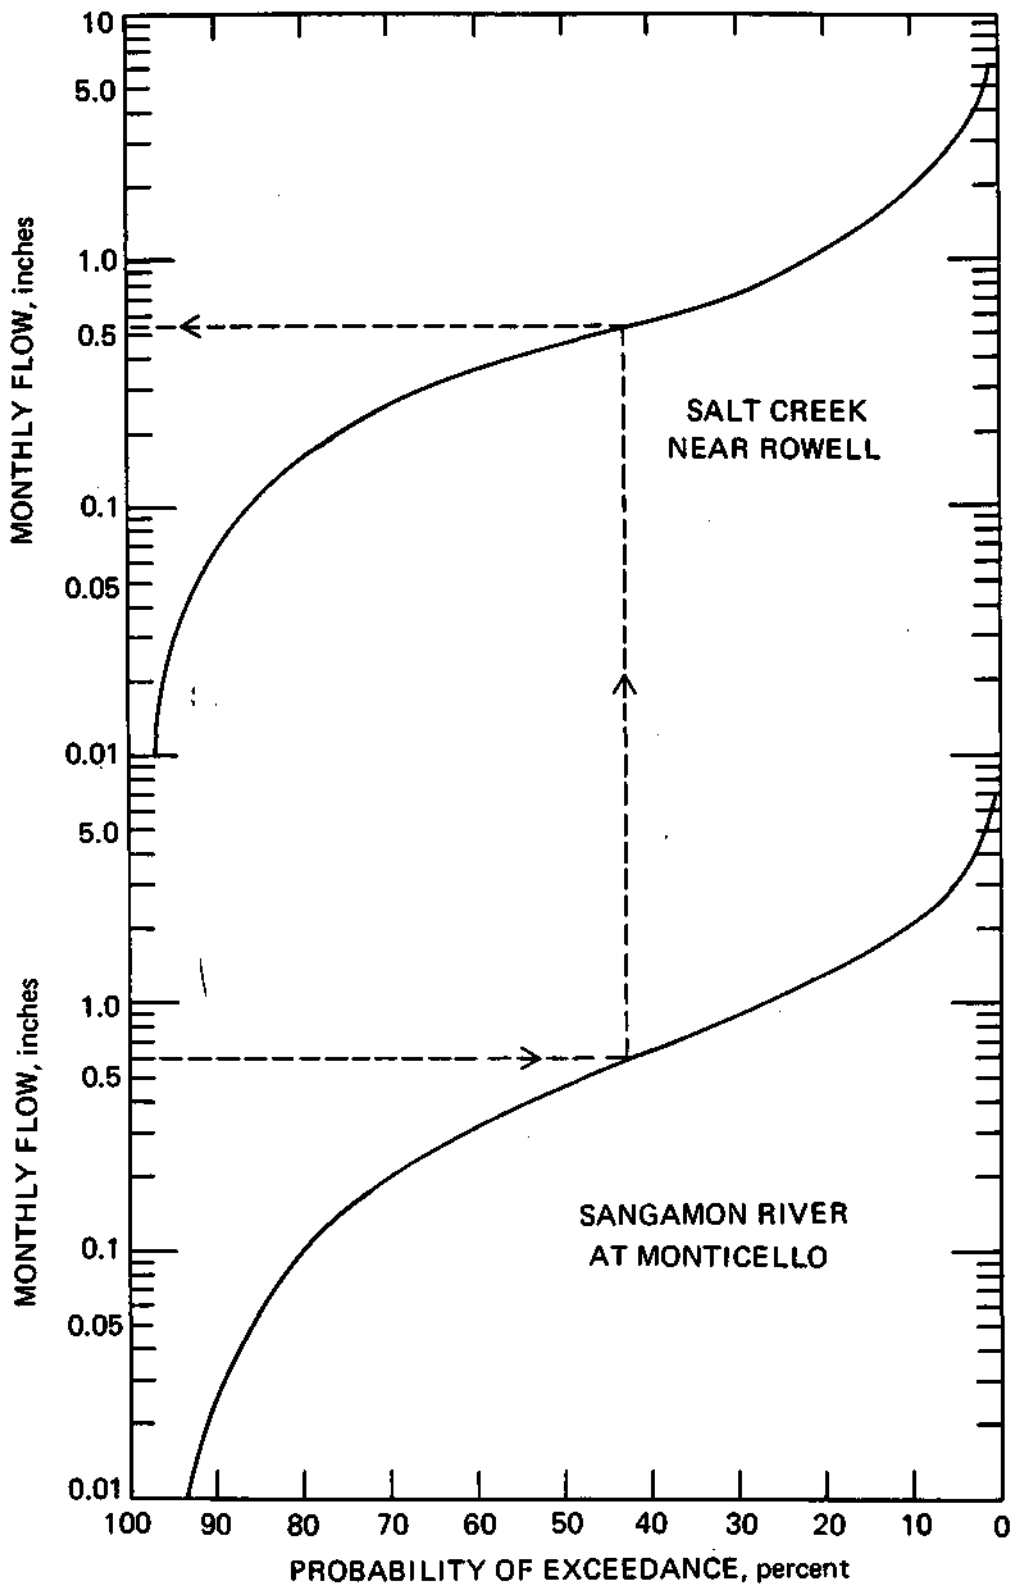 10
5.0
1.0
0.5
0.1
0.05
0.01
MONTHLY FLOW, inches
SALT CREEK
NEAR ROWELL
5.0
1.0
0.5
0.1
0.05
0.01
MONTHLY FLOW, inches
SANGAMON RIVER
AT MONTICELLO
100 90 80 70 60 50 40 30 20 10 0
PROBABILITY OF EXCEEDANCE, percent